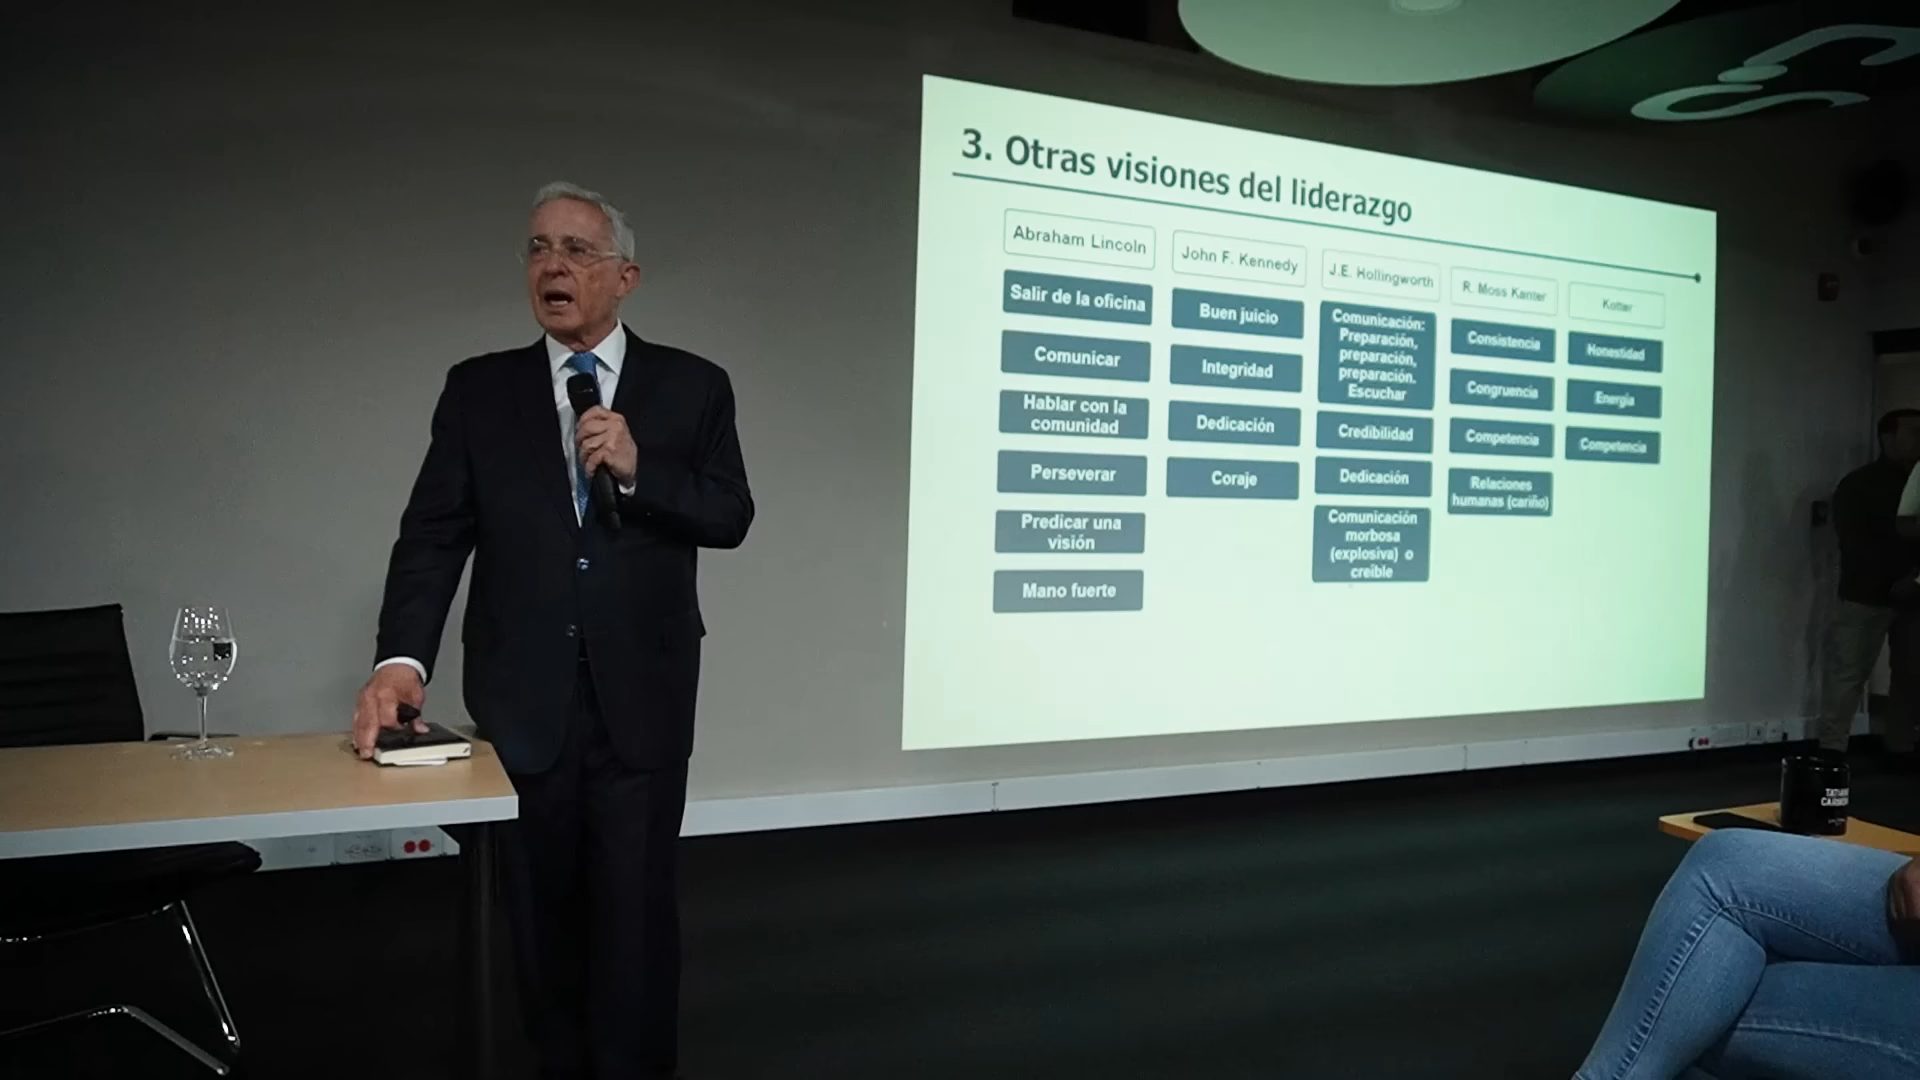 3. Otras visiones del liderazgo
Abraham Lincoln
Salir de la oficina
Comunicar
Hablar con la
comunidad
Perseverar
Predicar una
visión
Mano fuerte
John F. Kennedy
Buen juicio
Integridad
Dedicación
Coraje
J.E. Hollingworth
Comunicación:
Preparación,
preparación,
preparación.
Escuchar
Credibilidad
Dedicación
Comunicación
morbosa
(explosiva) o
creíble
R. Moss Kanter
Consistencia
Congruencia
Competencia
Relaciones
humanas (cariño)
Kotter
Honestidad
Energía
Competencia